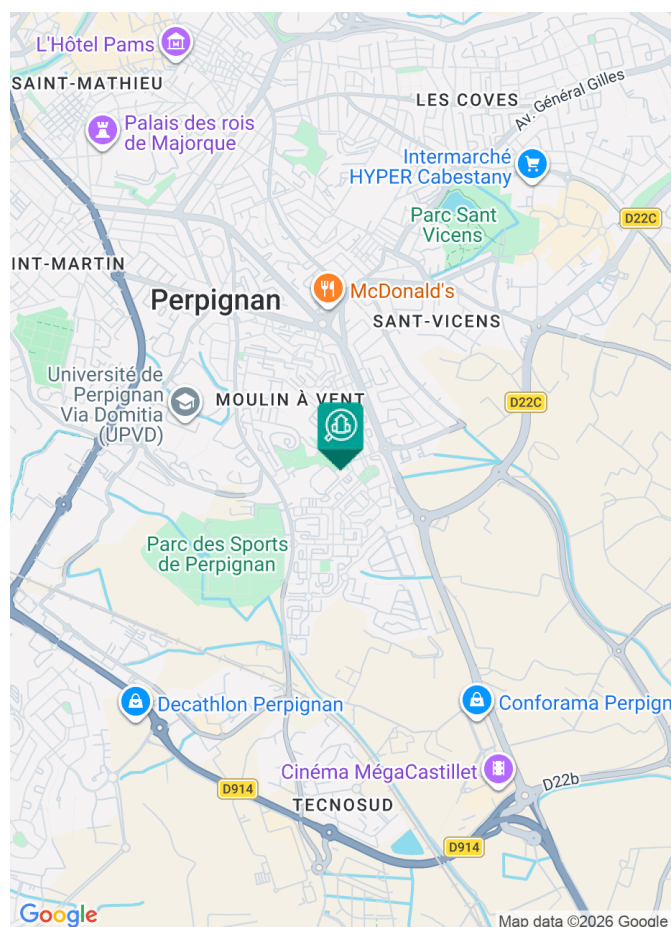 L'Hôtel Pams
SAINT-MATHIEU
LES COVES
Av. Général Gilles
Palais des rois
de Majorque
Intermarché
HYPER Cabestany
Parc Sant
Vicens
D22C
INT-MARTIN
Perpignan
McDonald's
SANT-VICENS
Université de
Perpignan
Via Domitia
(UPVD)
MOULIN À VENT
D22C
Parc des Sports
de Perpignan
Decathlon Perpignan
Conforama Perpign
Cinéma MégaCastillet
D22b
D914
TECNOSUD
D914
Google
Map data ©2026 Google